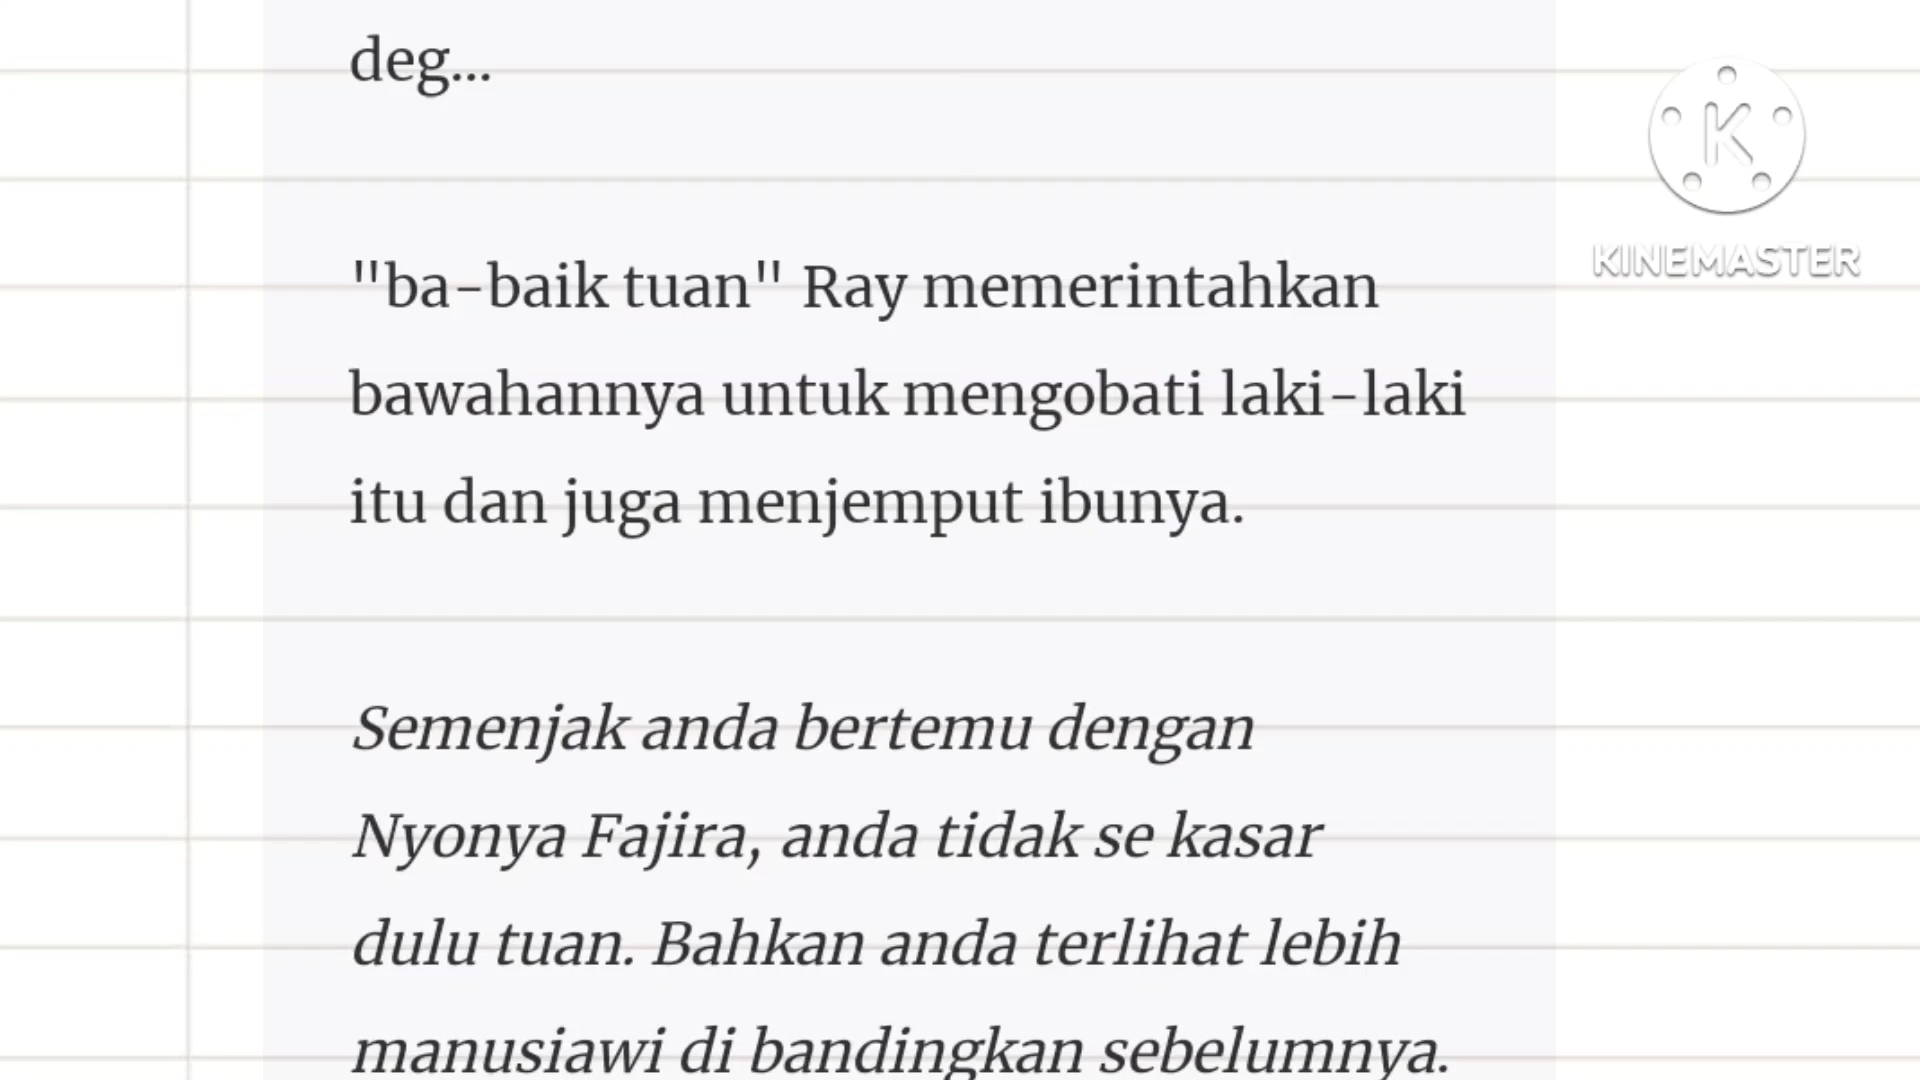 deg...
"ba-baik tuan" Ray memerintahkan
bawahannya untuk mengobati laki-laki
itu dan juga menjemput ibunya.
Semenjak anda bertemu dengan
Nyonya Fajira, anda tidak se kasar
dulu tuan. Bahkan anda terlihat lebih
manusiawi di bandingkan sebelumnya.
K
KINEMASTER